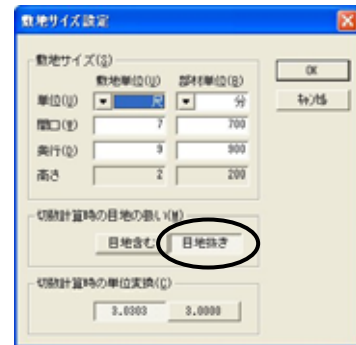 敷地サイズ設定
敷地サイズ(S)
敷地単位(U) 部材単位(B)
単位(U) 尺 分
間口(W) 7 700
奥行(D) 9 900
高さ 2 200
OK
ｷｬﾝｾﾙ
切数計算時の目地の扱い(M)
目地含む 目地抜き
切数計算時の単位変換(C)
3.0303 3.0000